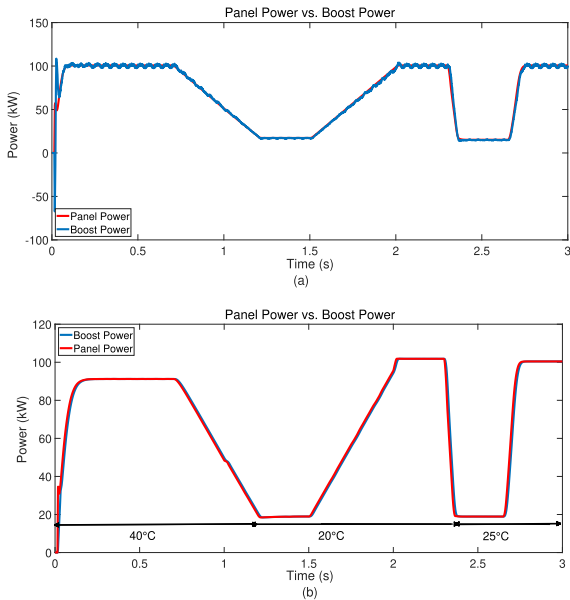 Panel Power vs. Boost Power
150
100
50
0
-50
-100
Power (kW)
Panel Power
Boost Power
0 0.5 1 1.5 2 2.5 3
Time (s)
(a)
Panel Power vs. Boost Power
120
100
80
60
40
20
0
Power (kW)
Boost Power
Panel Power
40°C 20°C 25°C
0 0.5 1 1.5 2 2.5 3
Time (s)
(b)